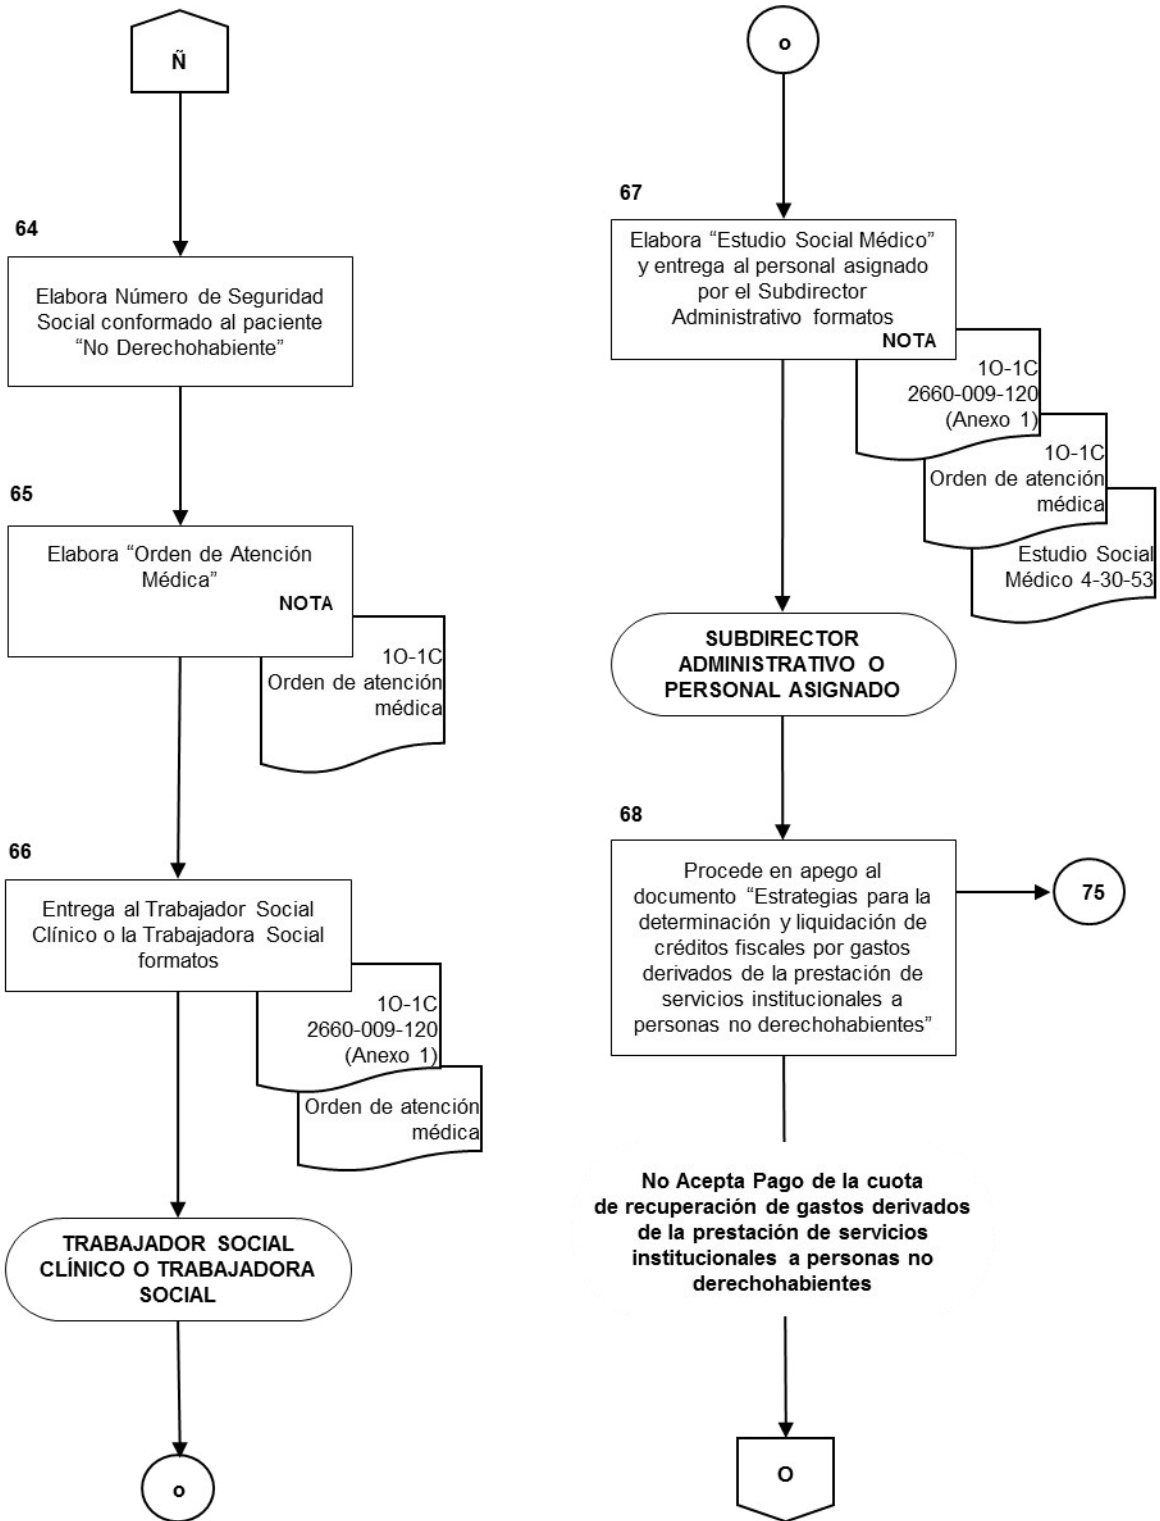 Ñ
64
Elabora Número de Seguridad
Social conformado al paciente
“No Derechohabiente”
65
Elabora “Orden de Atención
Médica”
NOTA
1O-1C
Orden de atención
médica
66
Entrega al Trabajador Social
Clínico o la Trabajadora Social
formatos
1O-1C
2660-009-120
(Anexo 1)
Orden de atención
médica
TRABAJADOR SOCIAL
CLÍNICO O TRABAJADORA
SOCIAL
o
o
67
Elabora “Estudio Social Médico”
y entrega al personal asignado
por el Subdirector
Administrativo formatos
NOTA
1O-1C
2660-009-120
(Anexo 1)
1O-1C
Orden de atención
médica
Estudio Social
Médico 4-30-53
SUBDIRECTOR
ADMINISTRATIVO O
PERSONAL ASIGNADO
68
Procede en apego al
documento “Estrategias para la
determinación y liquidación de
créditos fiscales por gastos
derivados de la prestación de
servicios institucionales a
personas no derechohabientes”
75
No Acepta Pago de la cuota
de recuperación de gastos derivados
de la prestación de servicios
institucionales a personas no
derechohabientes
O